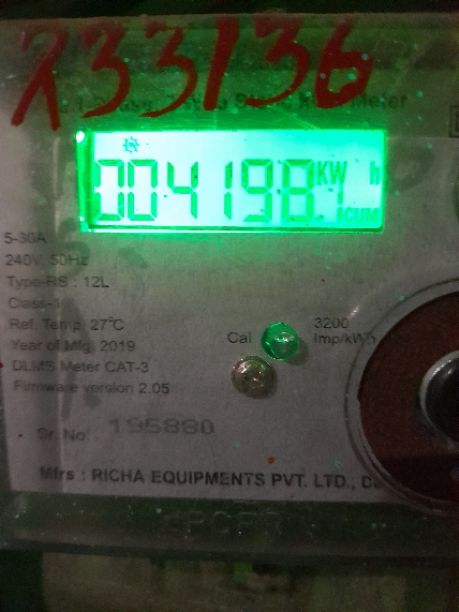 233136
Meter
004198 KW h
CUM
5-30A
240V, 50Hz
Type-RS : 12L
Class-1
Ref. Temp. 27°C
Year of Mfg. 2019
DLMS Meter CAT-3
Firmware version 2.05
Cal
3200
Imp/kWh
Sr. No. 195880
Mfrs : RICHA EQUIPMENTS PVT. LTD.,